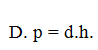 D. p = d.h.